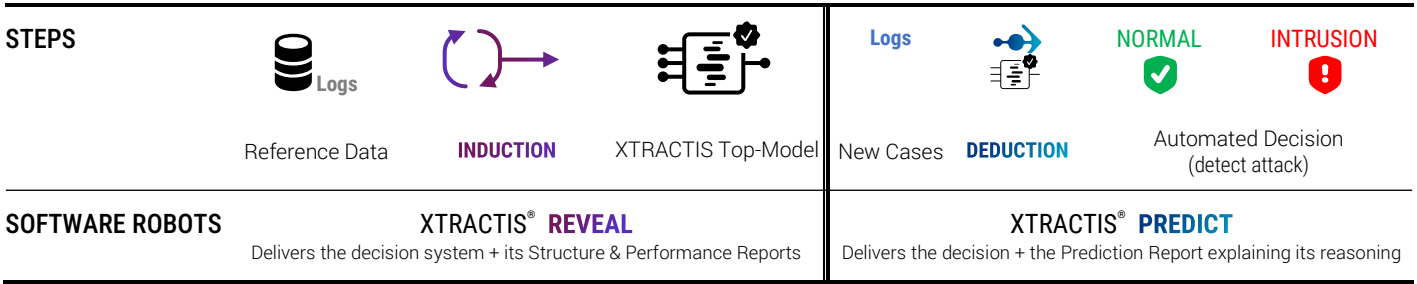 STEPS
Logs
Logs
NORMAL
INTRUSION
Reference Data
INDUCTION
XTRACTIS Top-Model
New Cases
DEDUCTION
Automated Decision
(detect attack)
SOFTWARE ROBOTS
XTRACTIS® REVEAL
Delivers the decision system + its Structure & Performance Reports
XTRACTIS® PREDICT
Delivers the decision + the Prediction Report explaining its reasoning